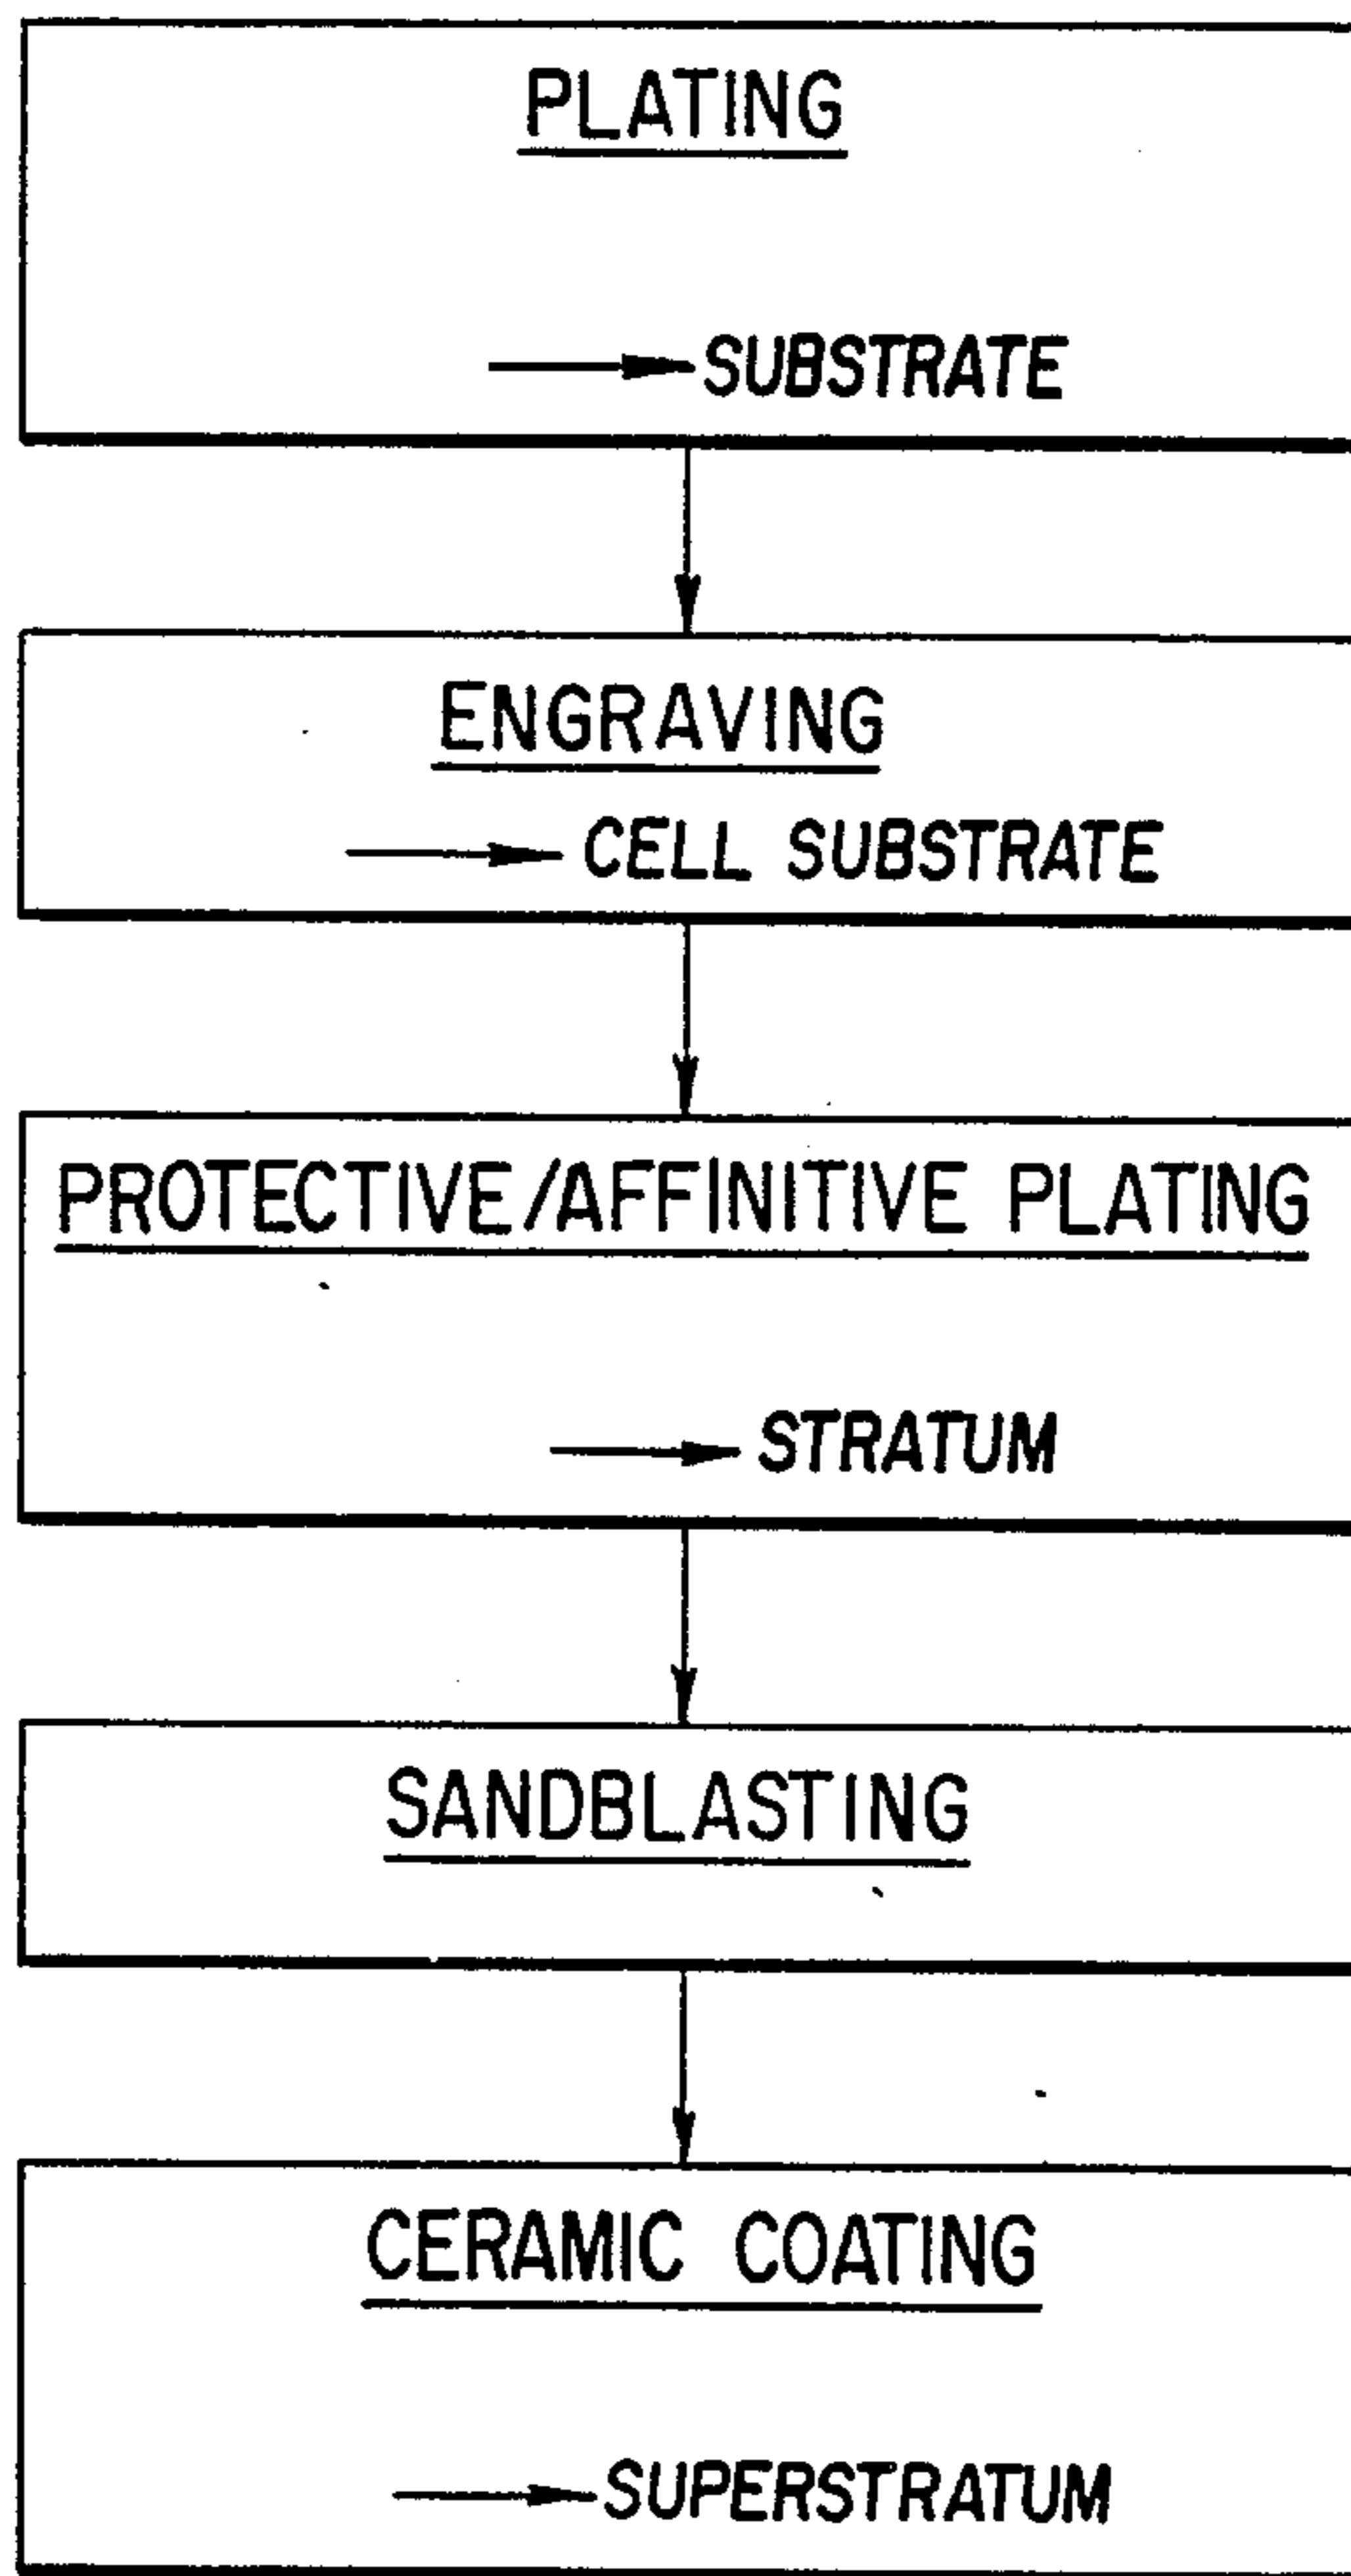 PLATING
SUBSTRATE
ENGRAVING
CELL SUBSTRATE
PROTECTIVE/AFFINITIVE PLATING
STRATUM
SANDBLASTING
CERAMIC COATING
SUPERSTRATUM